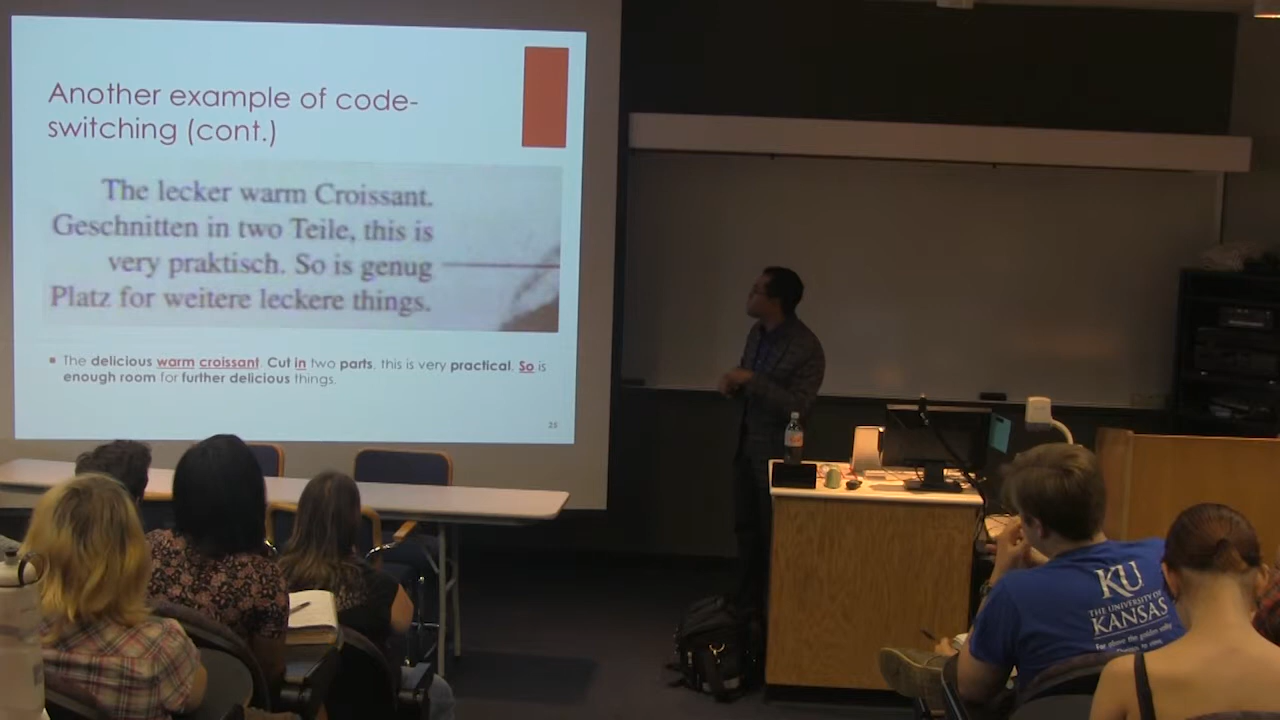 Another example of code-
switching (cont.)
The lecker warm Croissant.
Geschnitten in two Teile, this is
very praktisch. So is genug
Platz for weitere leckere things.
The delicious warm croissant. Cut in two parts, this is very practical. So is
enough room for further delicious things.
KU
THE UNIVERSITY OF
KANSAS